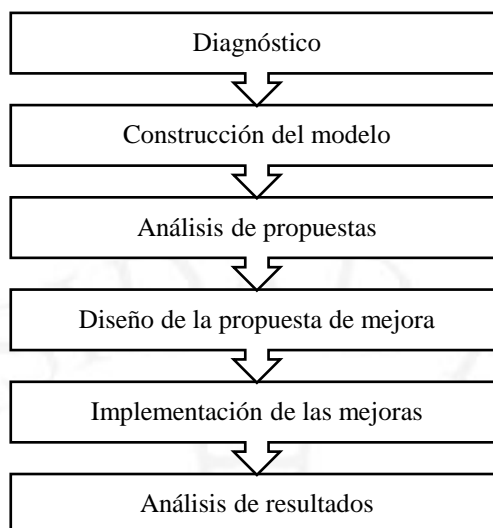 Diagnóstico
Construcción del modelo
Análisis de propuestas
Diseño de la propuesta de mejora
Implementación de las mejoras
Análisis de resultados